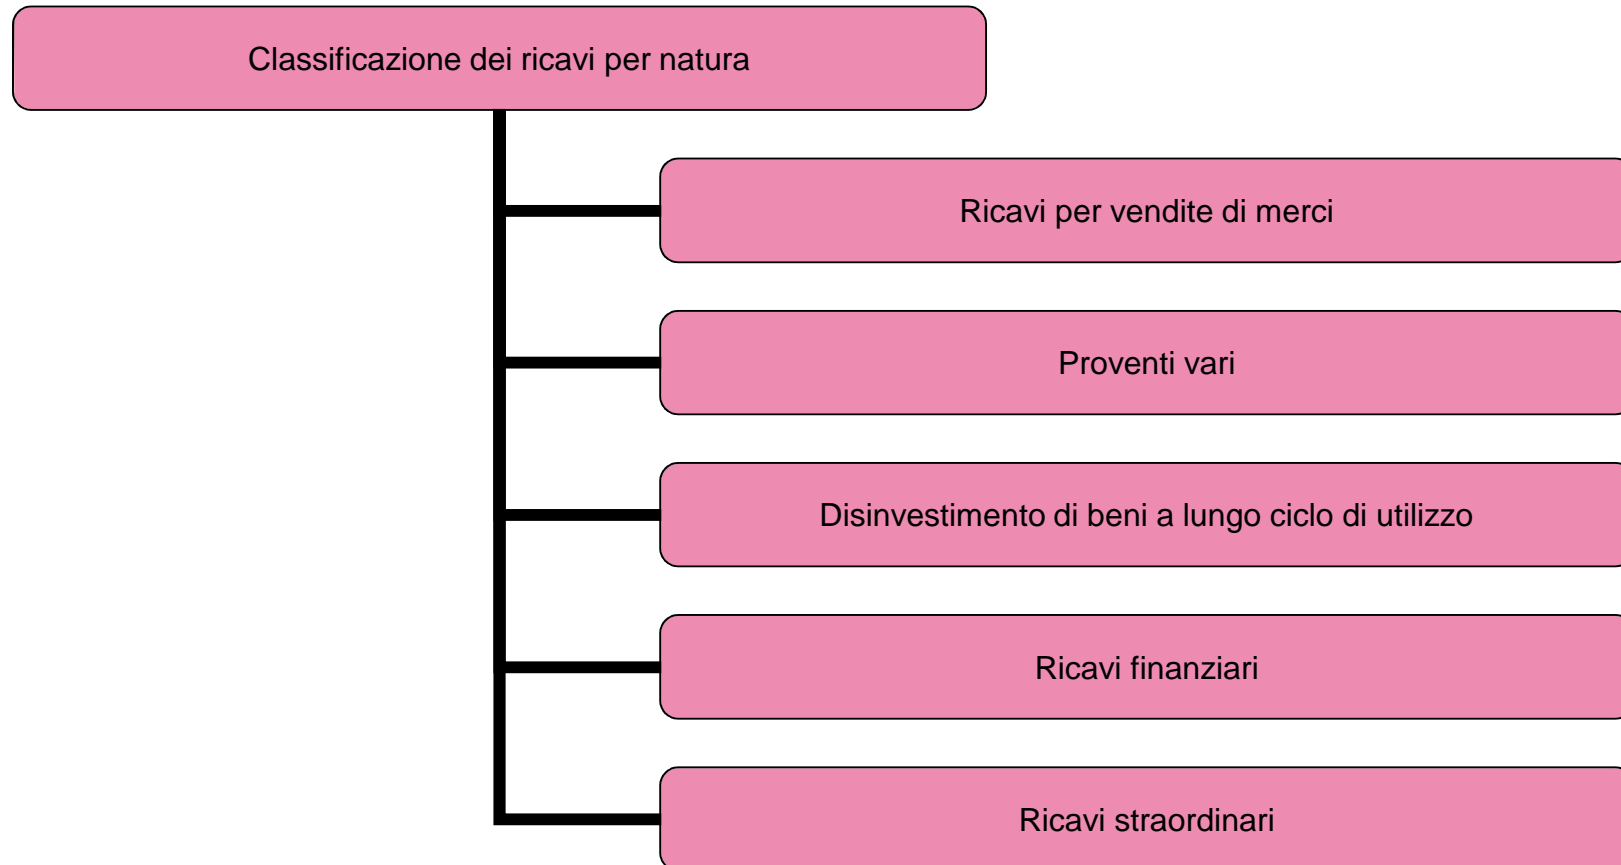 Classificazione dei ricavi per natura
Ricavi per vendite di merci
Proventi vari
Disinvestimento di beni a lungo ciclo di utilizzo
Ricavi finanziari
Ricavi straordinari